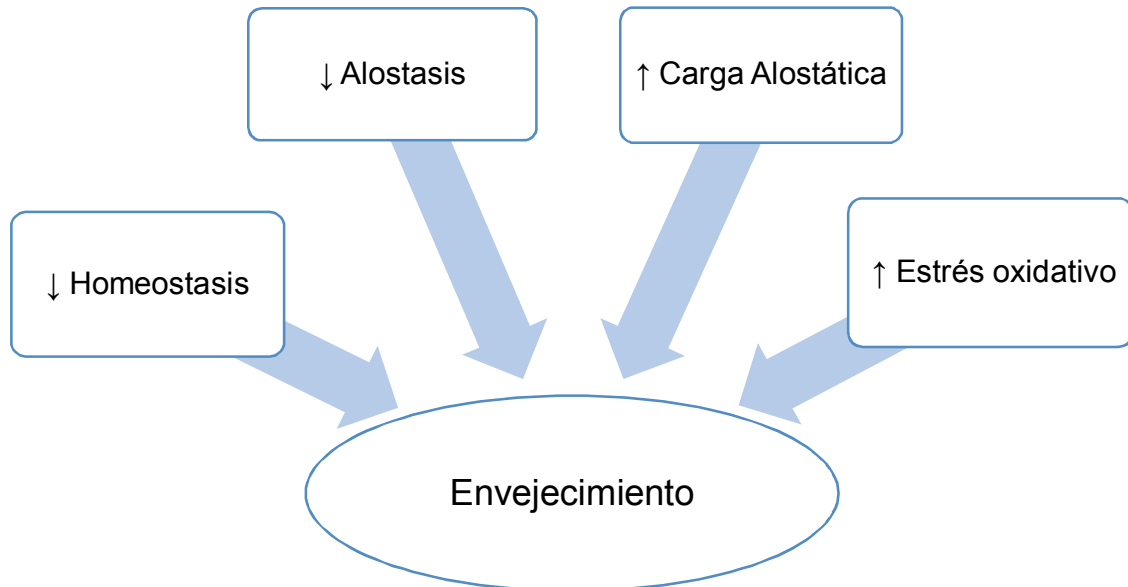 ↓ Alostasis
↑ Carga Alostática
↓ Homeostasis
↑ Estrés oxidativo
Envejecimiento